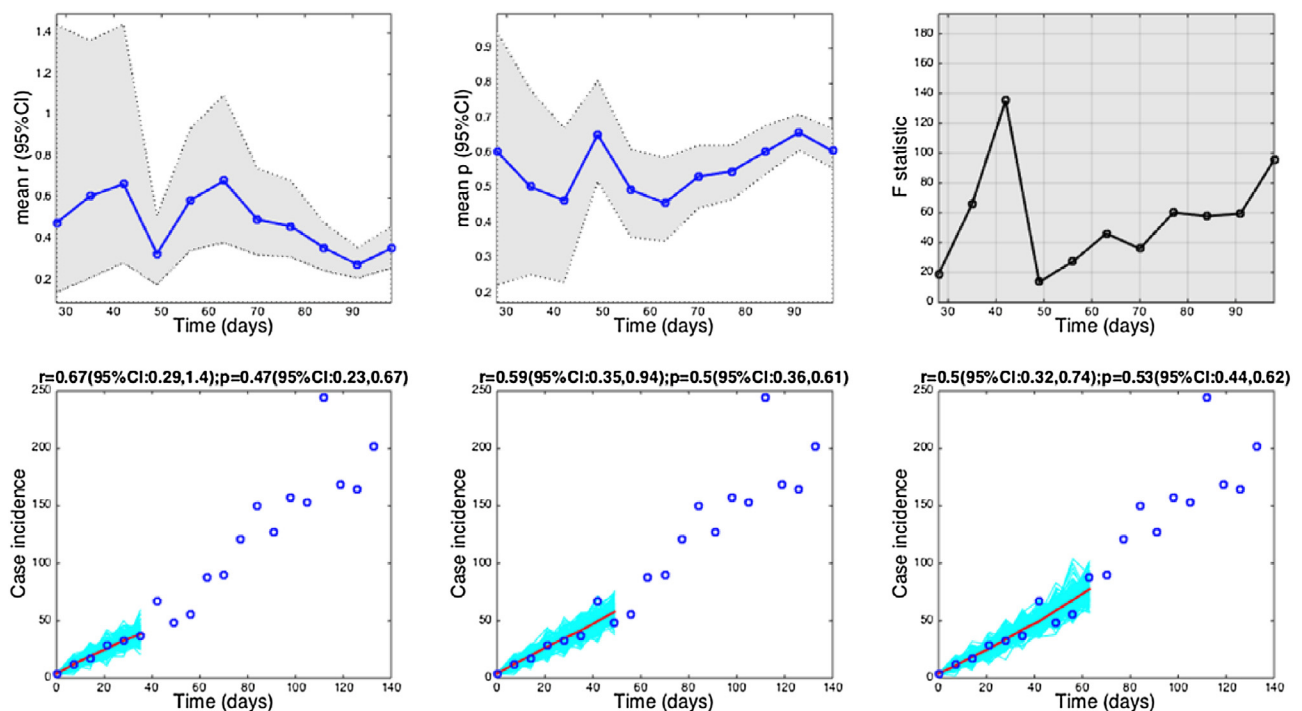 mean r (95%CI)
1.4
1.2
1
0.8
0.6
0.4
0.2
30 40 50 60 70 80 90
Time (days)
mean p (95%CI)
0.9
0.8
0.7
0.6
0.5
0.4
0.3
0.2
30 40 50 60 70 80 90
Time (days)
F statistic
180
160
140
120
100
80
60
40
20
0
30 40 50 60 70 80 91
Time (days)
r=0.67(95%CI:0.29,1.4);p=0.47(95%CI:0.23,0.67)
Case incidence
250
200
150
100
50
0
0 20 40 60 80 100 120 140
Time (days)
r=0.59(95%CI:0.35,0.94);p=0.5(95%CI:0.36,0.61)
Case incidence
250
200
150
100
50
0
0 20 40 60 80 100 120 140
Time (days)
r=0.5(95%CI:0.32,0.74);p=0.53(95%CI:0.44,0.62)
Case incidence
250
200
150
100
50
0
0 20 40 60 80 100 120 140
Time (days)